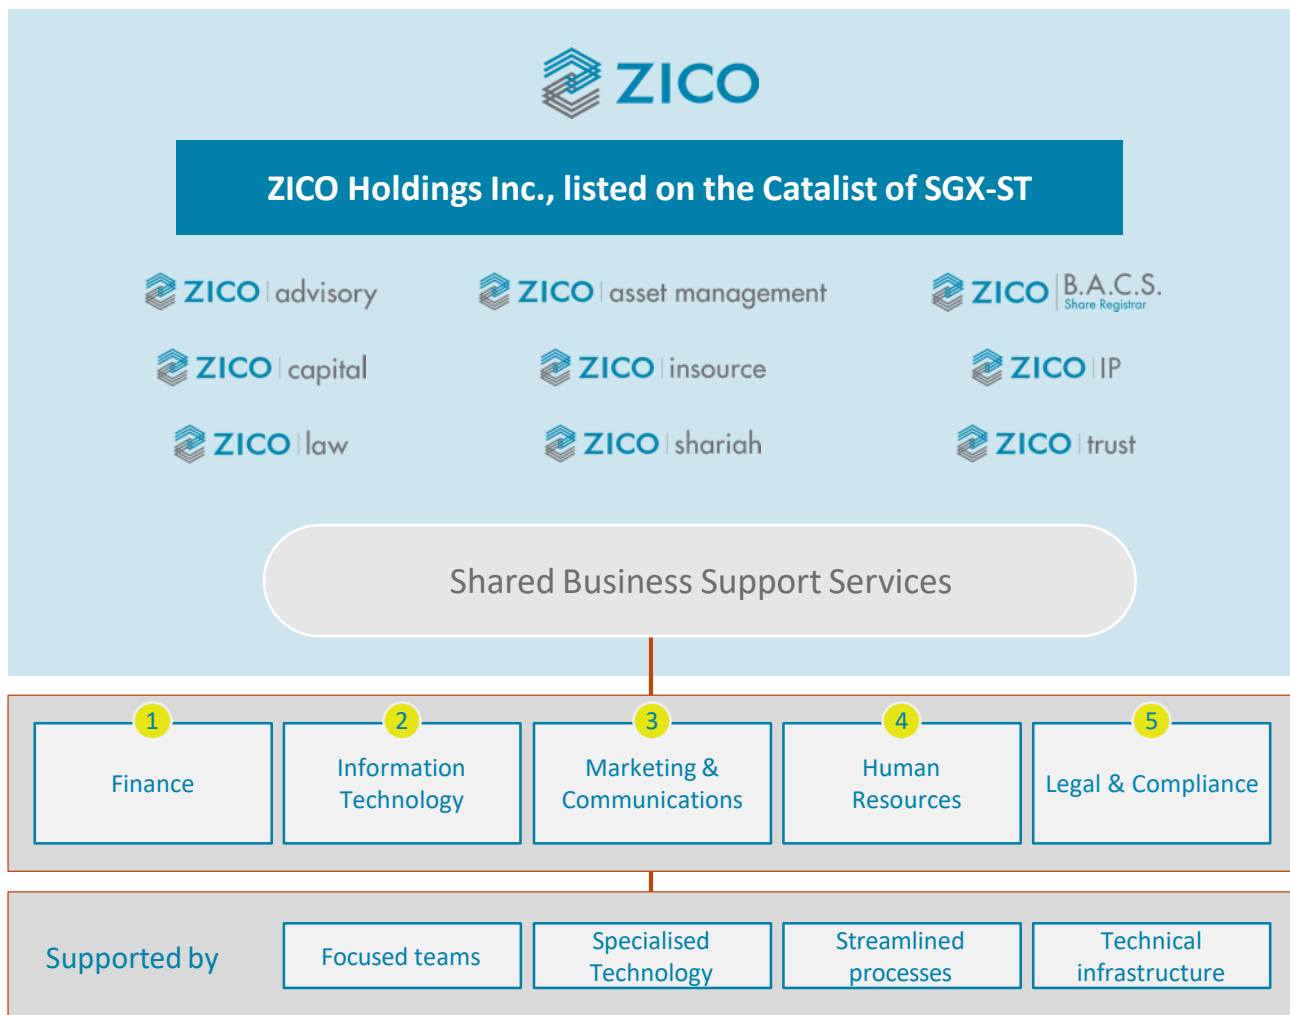 ZICO
ZICO Holdings Inc., listed on the Catalist of SGX-ST
ZICO | advisory
ZICO | asset management
ZICO | B.A.C.S.
Share Registrar
ZICO | capital
ZICO | insource
ZICO | IP
ZICO | law
ZICO | shariah
ZICO | trust
Shared Business Support Services
1
Finance
2
Information
Technology
3
Marketing &
Communications
4
Human
Resources
5
Legal & Compliance
Supported by
Focused teams
Specialised
Technology
Streamlined
processes
Technical
infrastructure